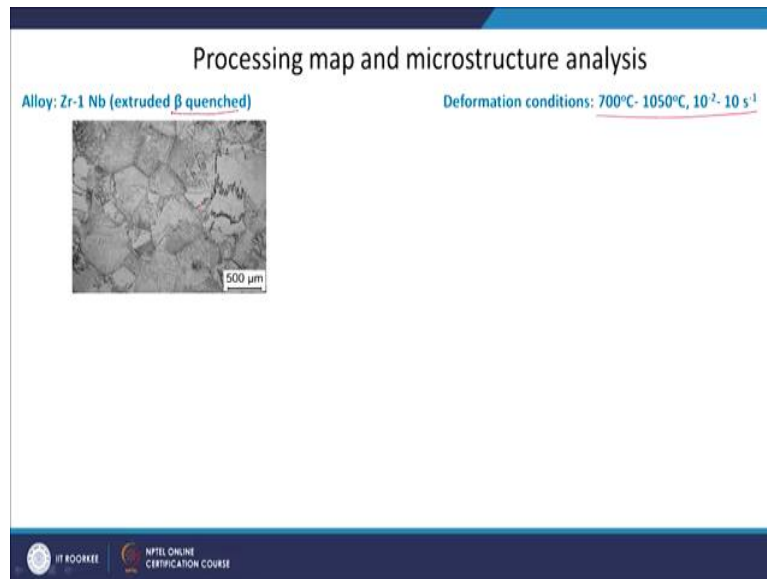 Processing map and microstructure analysis
Alloy: Zr-1 Nb (extruded β quenched)
Deformation conditions: 700°C- 1050°C, 10⁻²- 10 s⁻¹
500 µm
IT ROORKEE
NPTEL ONLINE
CERTIFICATION COURSE